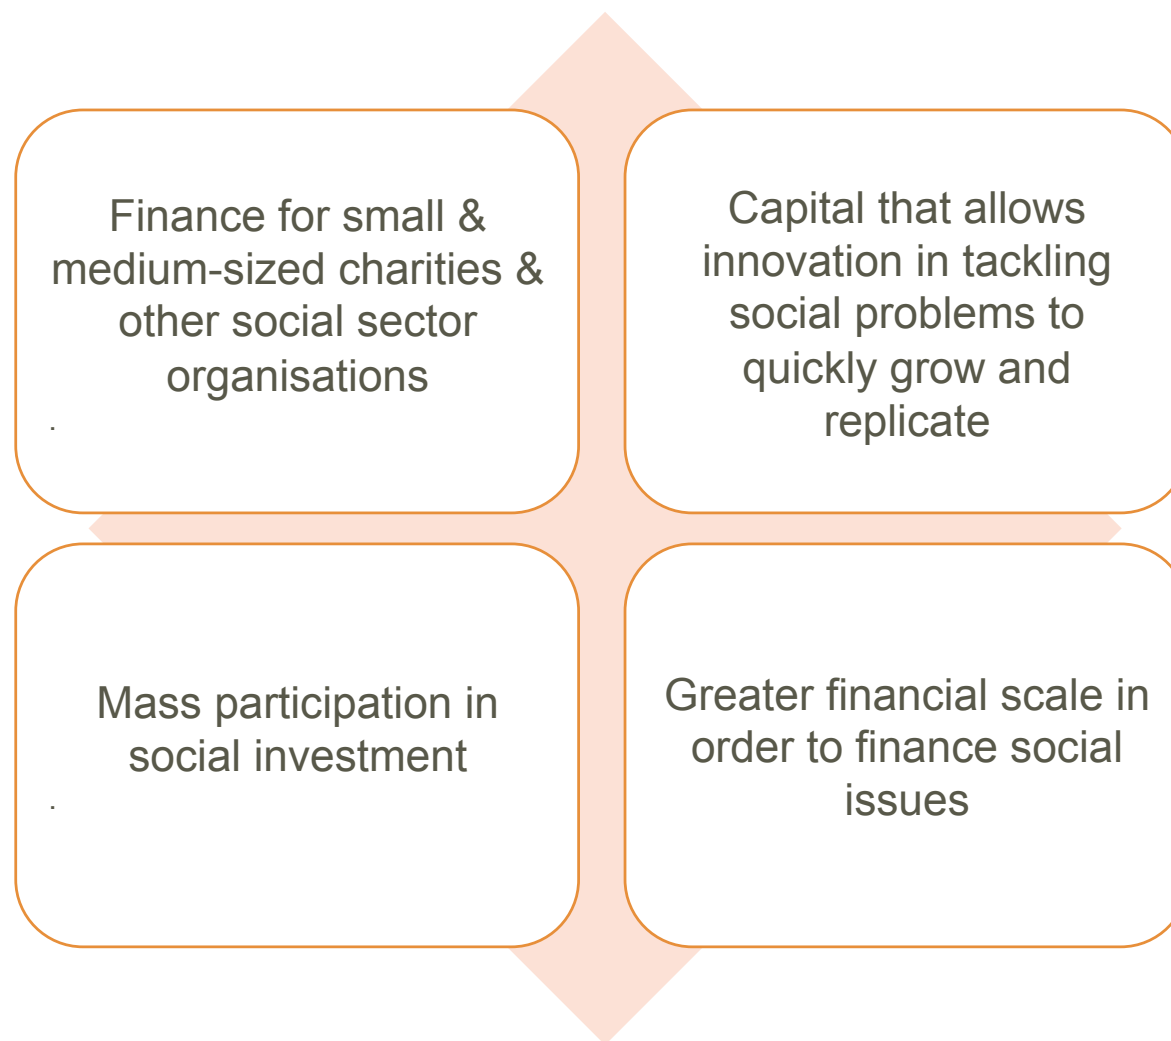 Finance for small &
medium-sized charities &
other social sector
organisations
.
Capital that allows
innovation in tackling
social problems to
quickly grow and
replicate
Mass participation in
social investment
.
Greater financial scale in
order to finance social
issues